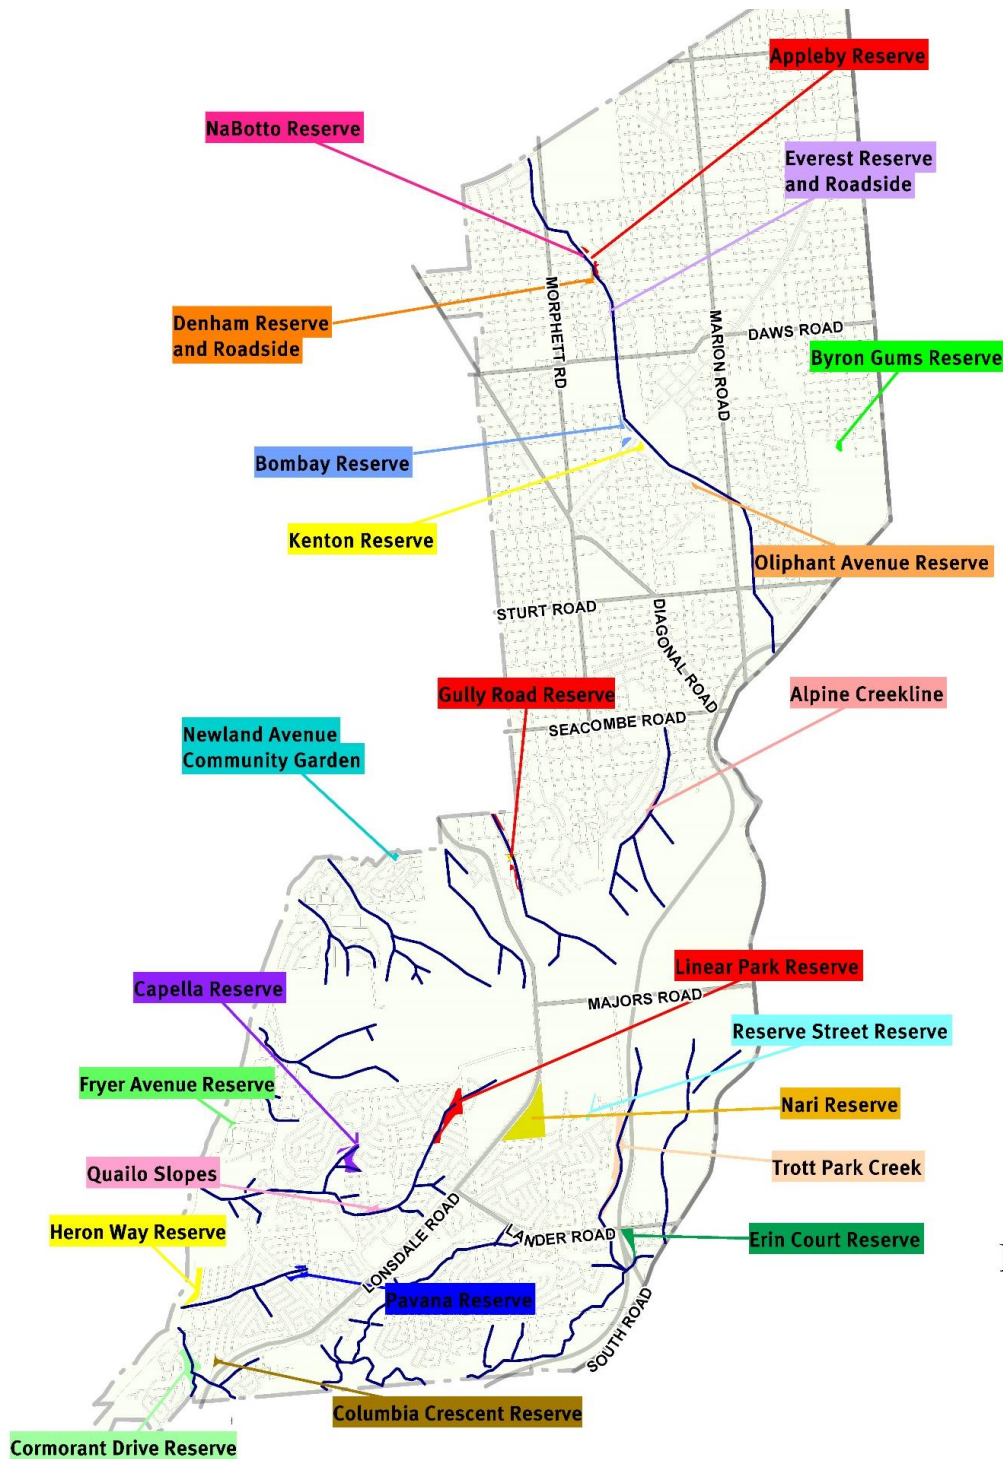 Appleby Reserve
NaBotto Reserve
Everest Reserve
and Roadside
MORPHETT RD
MARION ROAD
Denham Reserve
and Roadside
DAWS ROAD
Byron Gums Reserve
Bombay Reserve
Kenton Reserve
Oliphant Avenue Reserve
STURT ROAD
DIAGONAL ROAD
Gully Road Reserve
Alpine Creekline
SEACOMBE ROAD
Newland Avenue
Community Garden
Linear Park Reserve
Capella Reserve
MAJORS ROAD
Reserve Street Reserve
Fryer Avenue Reserve
Nari Reserve
Quailo Slopes
Trott Park Creek
Heron Way Reserve
LONSDALE ROAD
LANDER ROAD
Erin Court Reserve
Pavana Reserve
SOUTH ROAD
Columbia Crescent Reserve
Cormorant Drive Reserve